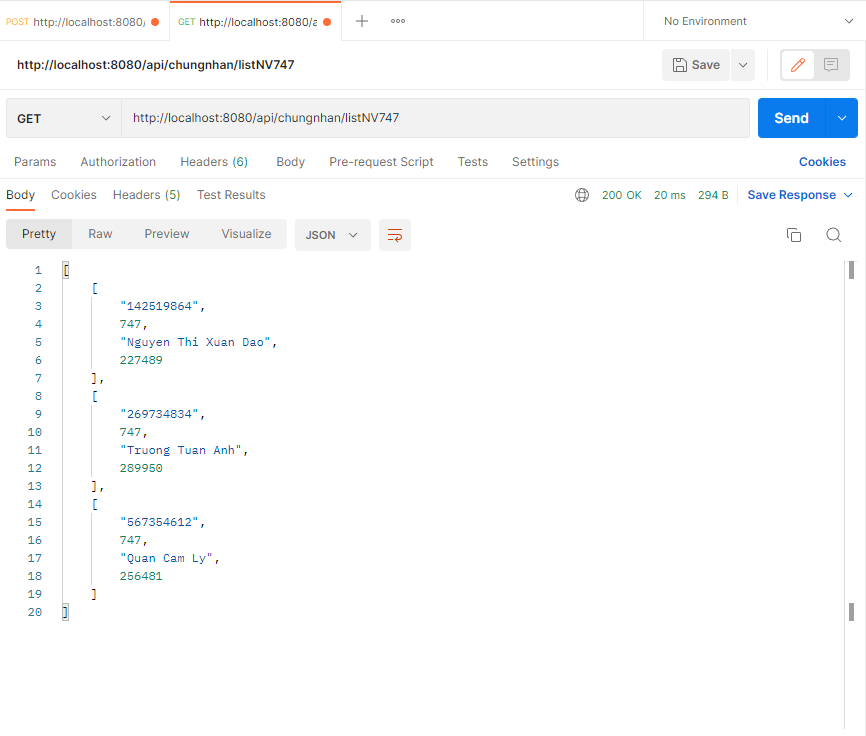 POST http://localhost:8080/ GET http://localhost:8080/a No Environment
http://localhost:8080/api/chungnhan/listNV747 Save
GET http://localhost:8080/api/chungnhan/listNV747 Send
Params Authorization Headers (6) Body Pre-request Script Tests Settings Cookies
Body Cookies Headers (5) Test Results 200 OK 20 ms 294 B Save Response
Pretty Raw Preview Visualize JSON
1 [
2 [
3 "142519864",
4 747,
5 "Nguyen Thi Xuan Dao",
6 227489
7 ],
8 [
9 "269734834",
10 747,
11 "Truong Tuan Anh",
12 289950
13 ],
14 [
15 "567354612",
16 747,
17 "Quan Cam Ly",
18 256481
19 ]
20 ]